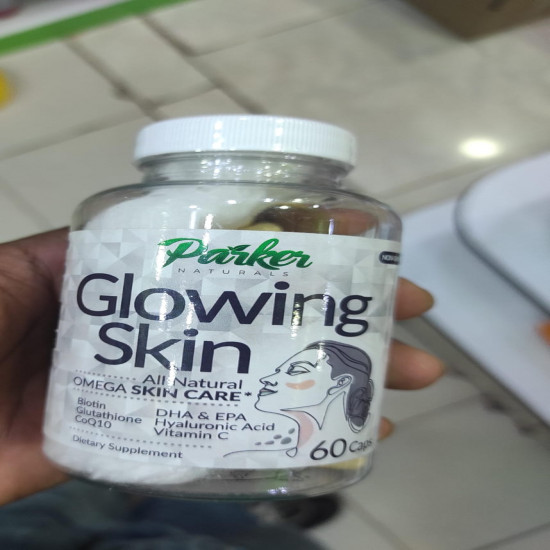 Parker
NATURALS
Glowing
Skin
All Natural
OMEGA SKIN CARE*
Biotin
Glutathione
CoQ10
DHA & EPA
Hyaluronic Acid
Vitamin C
Dietary Supplement
60 Caps